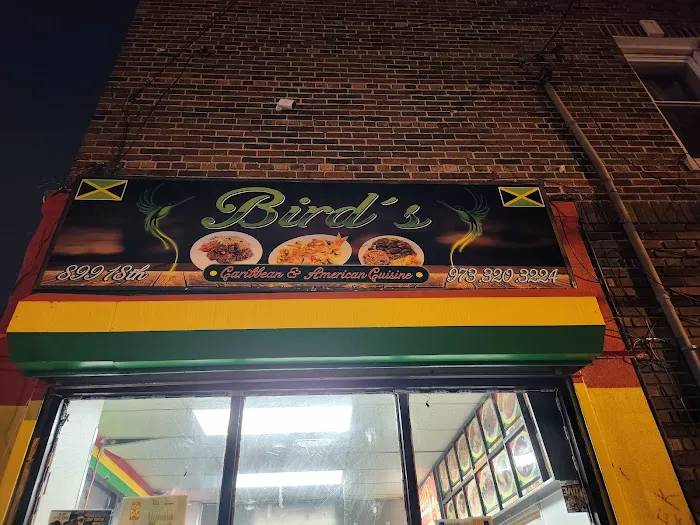 Bird's
Caribbean & American Cuisine
899 18th
973.320.3224